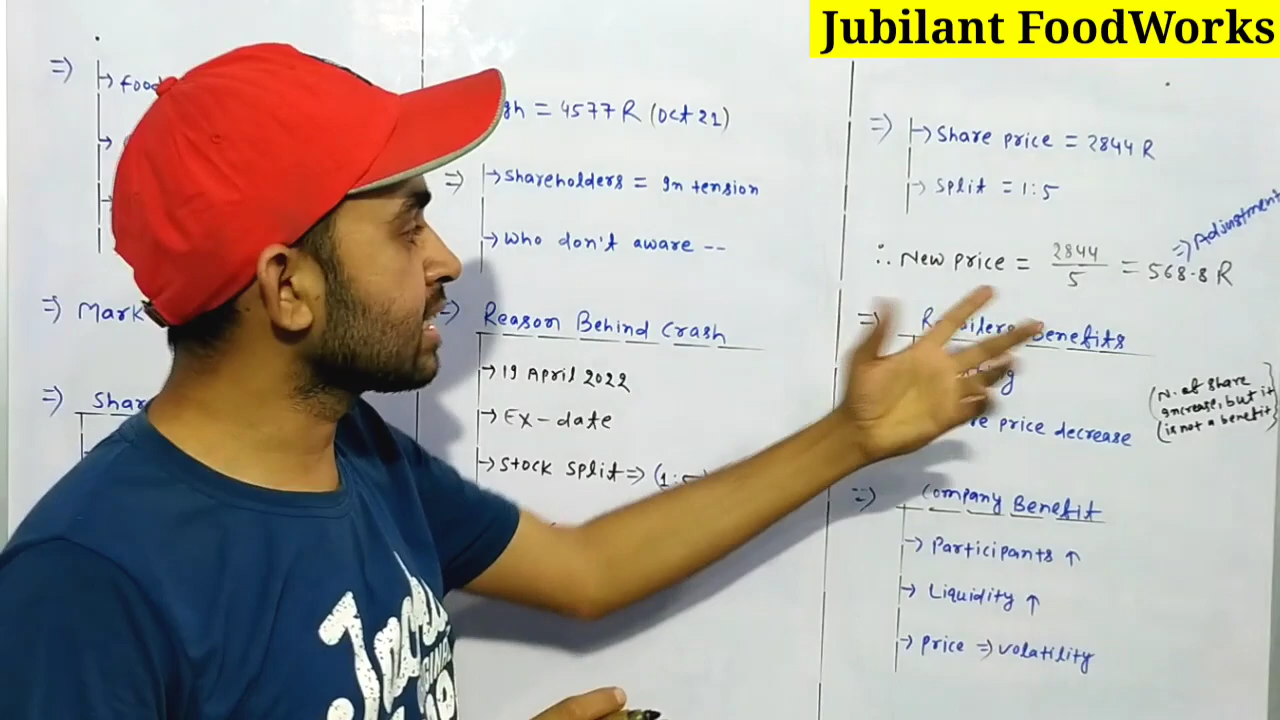 Jubilant FoodWorks
=> → food
=> Mark
=> Shar
gh = 4577 R (Oct 21)
=> → Shareholders = In tension
→ Who don't aware --
=> Reason Behind Crash
→ 19 April 2022
→ Ex-date
→ Stock Split => (1:5)
=> → Share price = 2844 R
→ Split = 1:5
∴ New price = 2844/5 = 568.8 R
=> Adjustment
=> Benefits
price decrease
(N. of share
increase, but it
is not a benefit)
=> Company Benefit
→ Participants ↑
→ Liquidity ↑
→ price => volatility